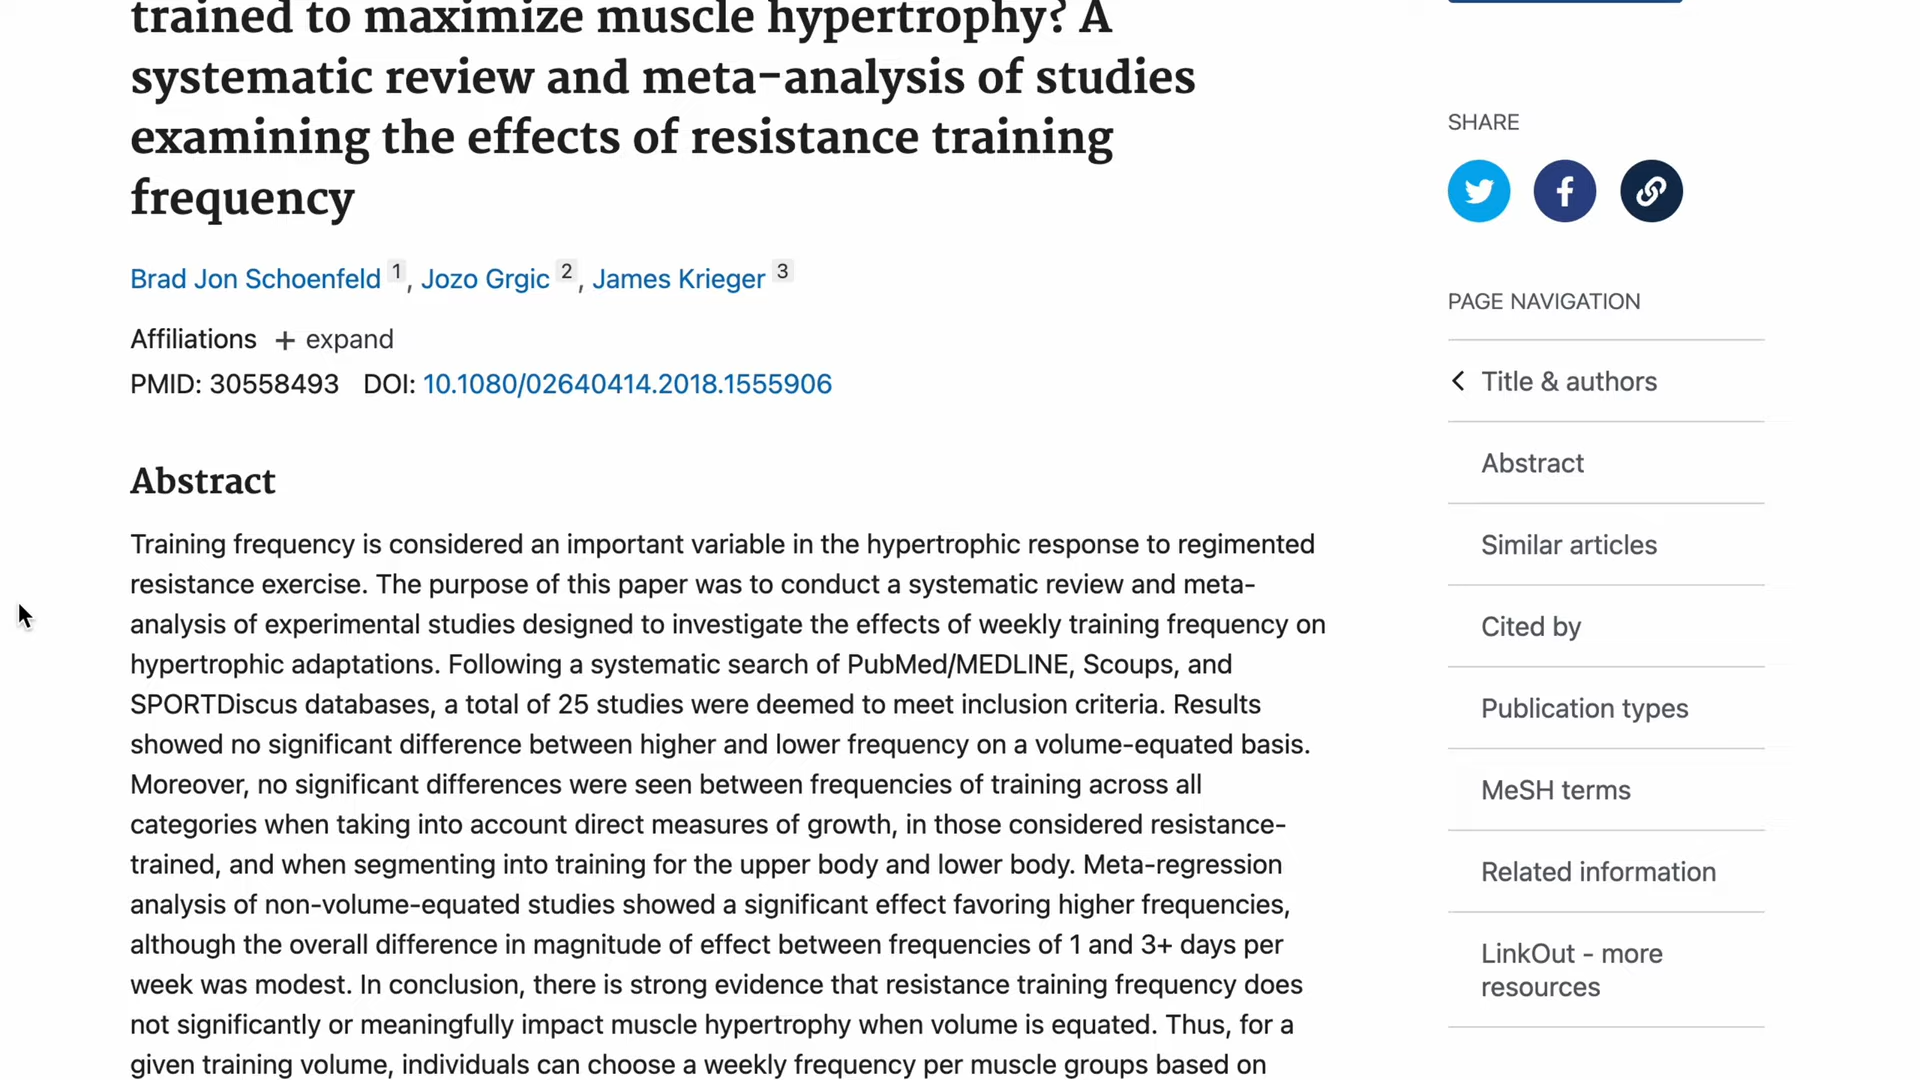 trained to maximize muscle hypertrophy? A
systematic review and meta-analysis of studies
examining the effects of resistance training
frequency
Brad Jon Schoenfeld 1 , Jozo Grgic 2 , James Krieger 3
Affiliations + expand
PMID: 30558493 DOI: 10.1080/02640414.2018.1555906
Abstract
Training frequency is considered an important variable in the hypertrophic response to regimented
resistance exercise. The purpose of this paper was to conduct a systematic review and meta-
analysis of experimental studies designed to investigate the effects of weekly training frequency on
hypertrophic adaptations. Following a systematic search of PubMed/MEDLINE, Scoups, and
SPORTDiscus databases, a total of 25 studies were deemed to meet inclusion criteria. Results
showed no significant difference between higher and lower frequency on a volume-equated basis.
Moreover, no significant differences were seen between frequencies of training across all
categories when taking into account direct measures of growth, in those considered resistance-
trained, and when segmenting into training for the upper body and lower body. Meta-regression
analysis of non-volume-equated studies showed a significant effect favoring higher frequencies,
although the overall difference in magnitude of effect between frequencies of 1 and 3+ days per
week was modest. In conclusion, there is strong evidence that resistance training frequency does
not significantly or meaningfully impact muscle hypertrophy when volume is equated. Thus, for a
given training volume, individuals can choose a weekly frequency per muscle groups based on
SHARE
PAGE NAVIGATION
Title & authors
Abstract
Similar articles
Cited by
Publication types
MeSH terms
Related information
LinkOut - more
resources